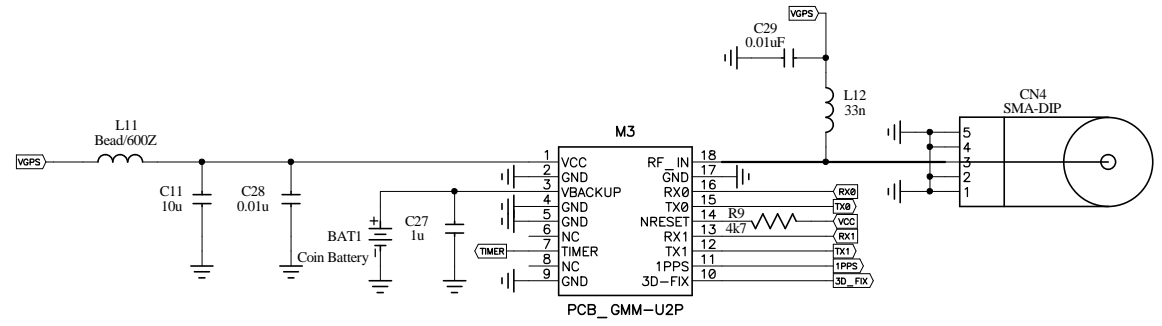 VGPS
C29
0.01uF
L12
33n
CN4
SMA-DIP
5
4
3
2
1
L11
Bead/600Z
VGPS
C11
10u
C28
0.01u
BAT1
Coin Battery
C27
1u
M3
1 VCC RF_IN 18
2 GND GND 17
3 VBACKUP RX0 16 RX0
4 GND TX0 15 TX0
5 GND NRESET 14 R9 4k7 VCC
6 NC RX1 13 RX1
TIMER 7 TIMER TX1 12 TX1
8 NC 1PPS 11 1PPS
9 GND 3D-FIX 10 3D_FIX
PCB_GMM-U2P